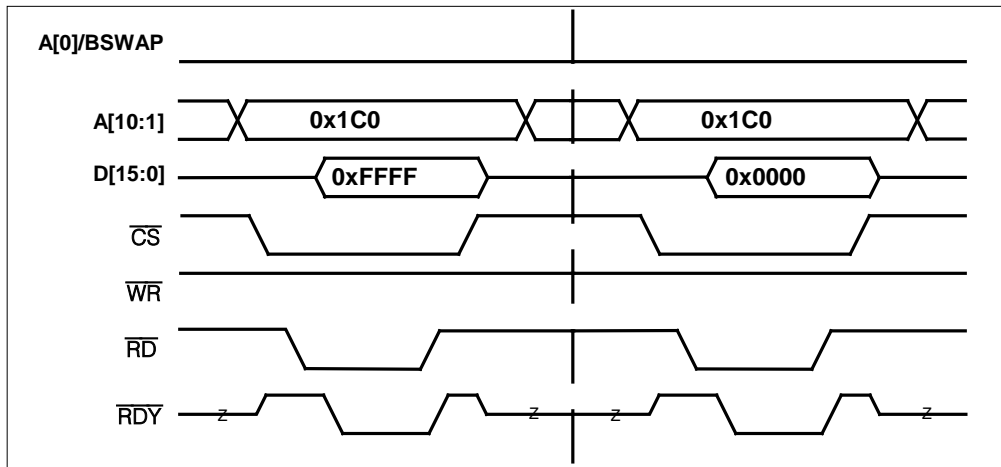 A[0]/BSWAP
A[10:1] 0x1C0 0x1C0
D[15:0] 0xFFFF 0x0000
CS
WR
RD
RDY Z Z Z Z